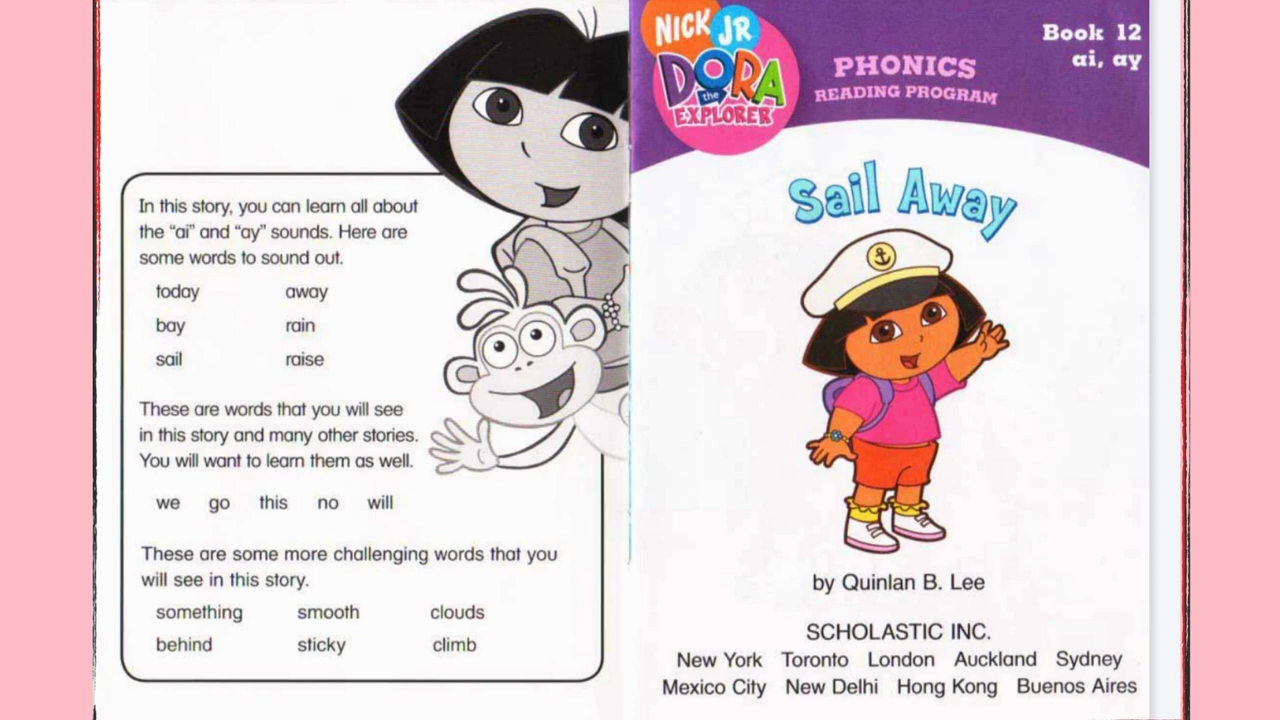 In this story, you can learn all about
the “ai” and “ay” sounds. Here are
some words to sound out.
today away
bay rain
sail raise
These are words that you will see
in this story and many other stories.
You will want to learn them as well.
we go this no will
These are some more challenging words that you
will see in this story.
something smooth clouds
behind sticky climb
NICK JR
DORA
the
EXPLORER
PHONICS
READING PROGRAM
Book 12
ai, ay
Sail Away
by Quinlan B. Lee
SCHOLASTIC INC.
New York Toronto London Auckland Sydney
Mexico City New Delhi Hong Kong Buenos Aires